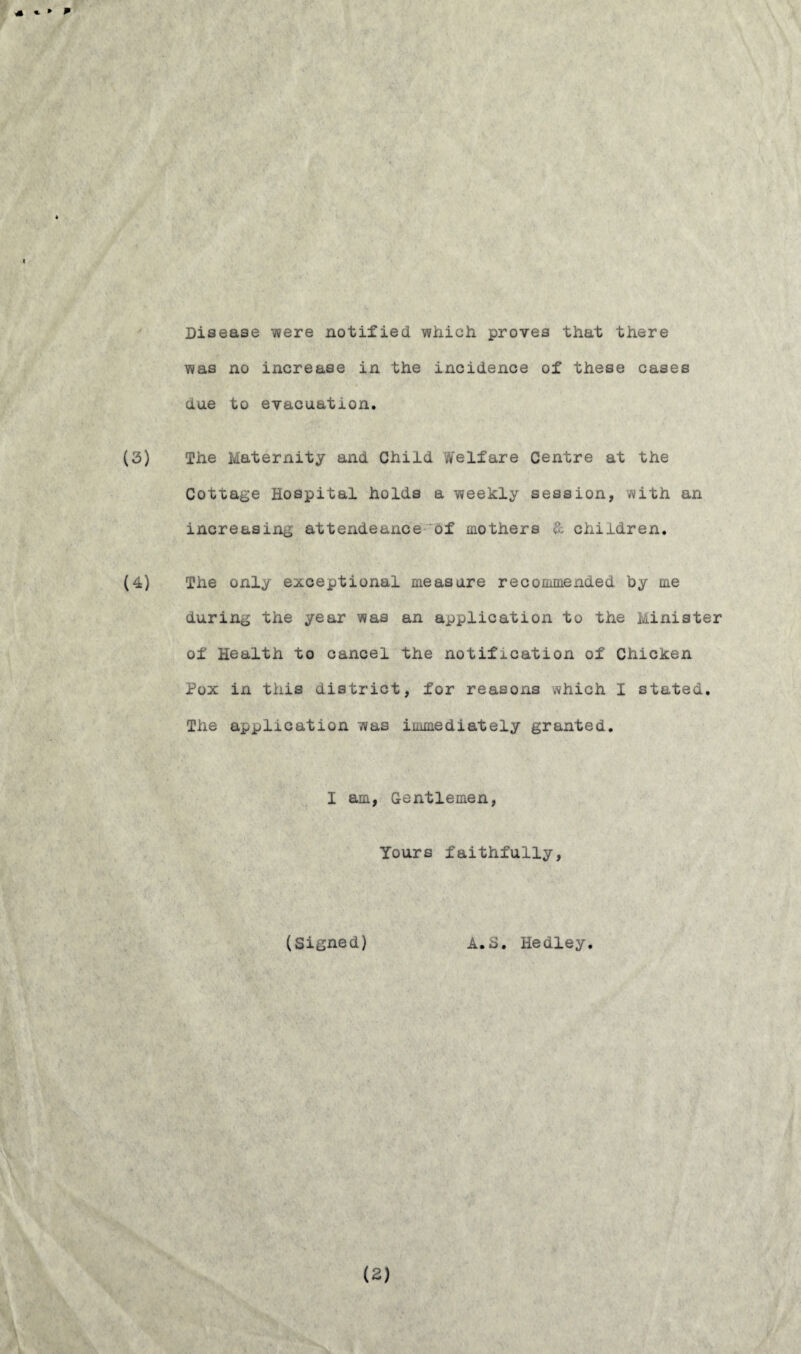 Disease were notified which proves that there
was no increase in the incidence of these cases
due to evacuation.
(3) The Maternity and Child Welfare Centre at the
Cottage Hospital holds a weekly session, with an
increasing attendeance of mothers & children.
(4) The only exceptional measure recommended by me
during the year was an application to the Minister
of Health to cancel the notification of Chicken
Pox in this district, for reasons which I stated.
The application was immediately granted.
I am, Gentlemen,
Yours faithfully,
(Signed) A.S. Hedley.
(2)